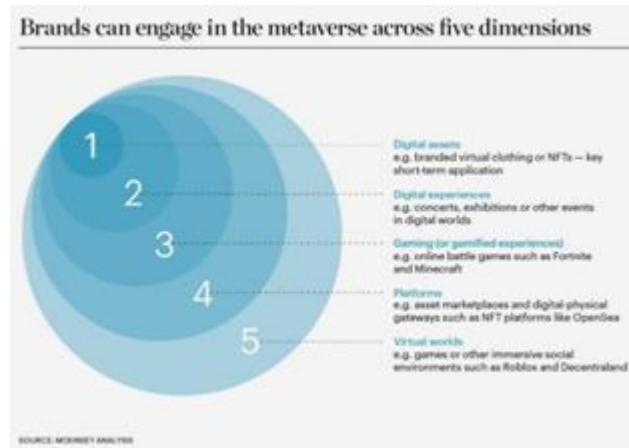 Brands can engage in the metaverse across five dimensions
1
Digital assets
e.g. branded virtual clothing or NFTs — key
short-term application
2
Digital experiences
e.g. concerts, exhibitions or other events
in digital worlds
3
Gaming (or gamified experiences)
e.g. online battle games such as Fortnite
and Minecraft
4
Platforms
e.g. asset marketplaces and digital-physical
gateways such as NFT platforms like OpenSea
5
Virtual worlds
e.g. games or other immersive social
environments such as Roblox and Decentraland
SOURCE: MCKINSEY ANALYSIS